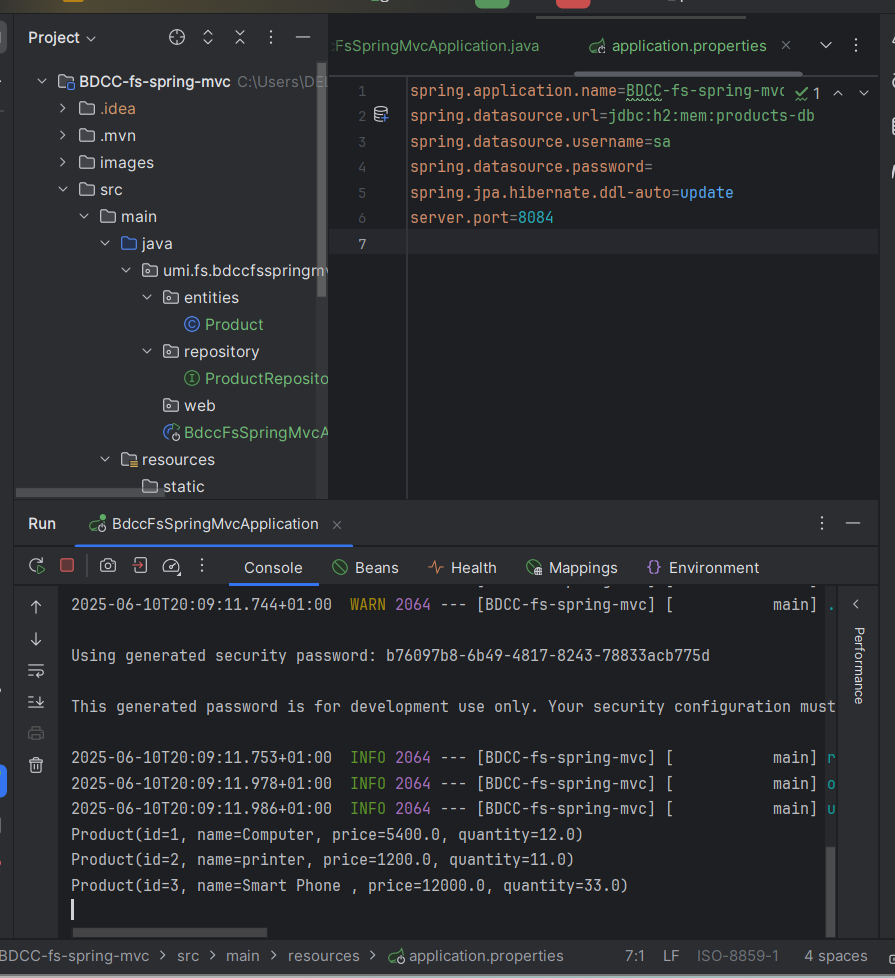 Project
BDCC-fs-spring-mvc C:\Users\DEL
.idea
.mvn
images
src
main
java
umi.fs.bdccfsspringmv
entities
Product
repository
ProductReposito
web
BdccFsSpringMvcA
resources
static
FsSpringMvcApplication.java
application.properties
1 spring.application.name=BDCC-fs-spring-mvc
1
2 spring.datasource.url=jdbc:h2:mem:products-db
3 spring.datasource.username=sa
4 spring.datasource.password=
5 spring.jpa.hibernate.ddl-auto=update
6 server.port=8084
7
Run BdccFsSpringMvcApplication
Console Beans Health Mappings Environment
2025-06-10T20:09:11.744+01:00 WARN 2064 --- [BDCC-fs-spring-mvc] [ main] .
Using generated security password: b76097b8-6b49-4817-8243-78833acb775d
This generated password is for development use only. Your security configuration must
2025-06-10T20:09:11.753+01:00 INFO 2064 --- [BDCC-fs-spring-mvc] [ main] r
2025-06-10T20:09:11.978+01:00 INFO 2064 --- [BDCC-fs-spring-mvc] [ main] o
2025-06-10T20:09:11.986+01:00 INFO 2064 --- [BDCC-fs-spring-mvc] [ main] u
Product(id=1, name=Computer, price=5400.0, quantity=12.0)
Product(id=2, name=printer, price=1200.0, quantity=11.0)
Product(id=3, name=Smart Phone , price=12000.0, quantity=33.0)
Performance
BDCC-fs-spring-mvc > src > main > resources > application.properties 7:1 LF ISO-8859-1 4 spaces